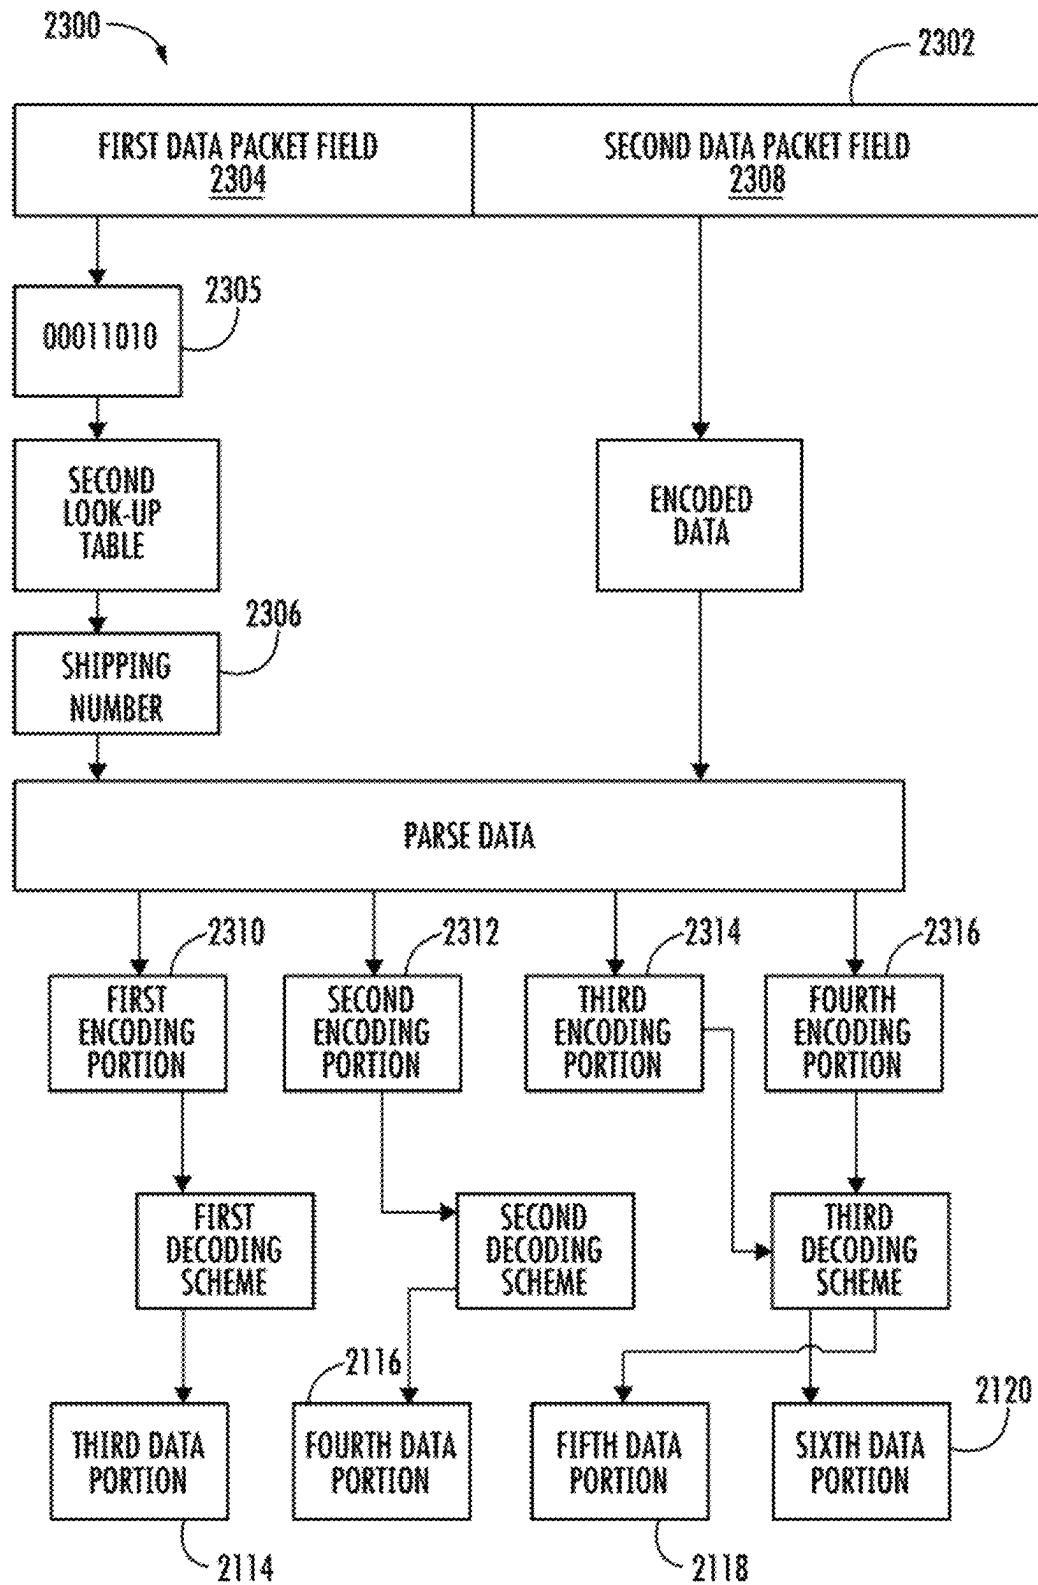 2300
2302
FIRST DATA PACKET FIELD
2304
SECOND DATA PACKET FIELD
2308
2305
00011010
SECOND
LOOK-UP
TABLE
ENCODED
DATA
2306
SHIPPING
NUMBER
PARSE DATA
2310
2312
2314
2316
FIRST
ENCODING
PORTION
SECOND
ENCODING
PORTION
THIRD
ENCODING
PORTION
FOURTH
ENCODING
PORTION
FIRST
DECODING
SCHEME
SECOND
DECODING
SCHEME
THIRD
DECODING
SCHEME
2116
2120
THIRD DATA
PORTION
FOURTH DATA
PORTION
FIFTH DATA
PORTION
SIXTH DATA
PORTION
2114
2118